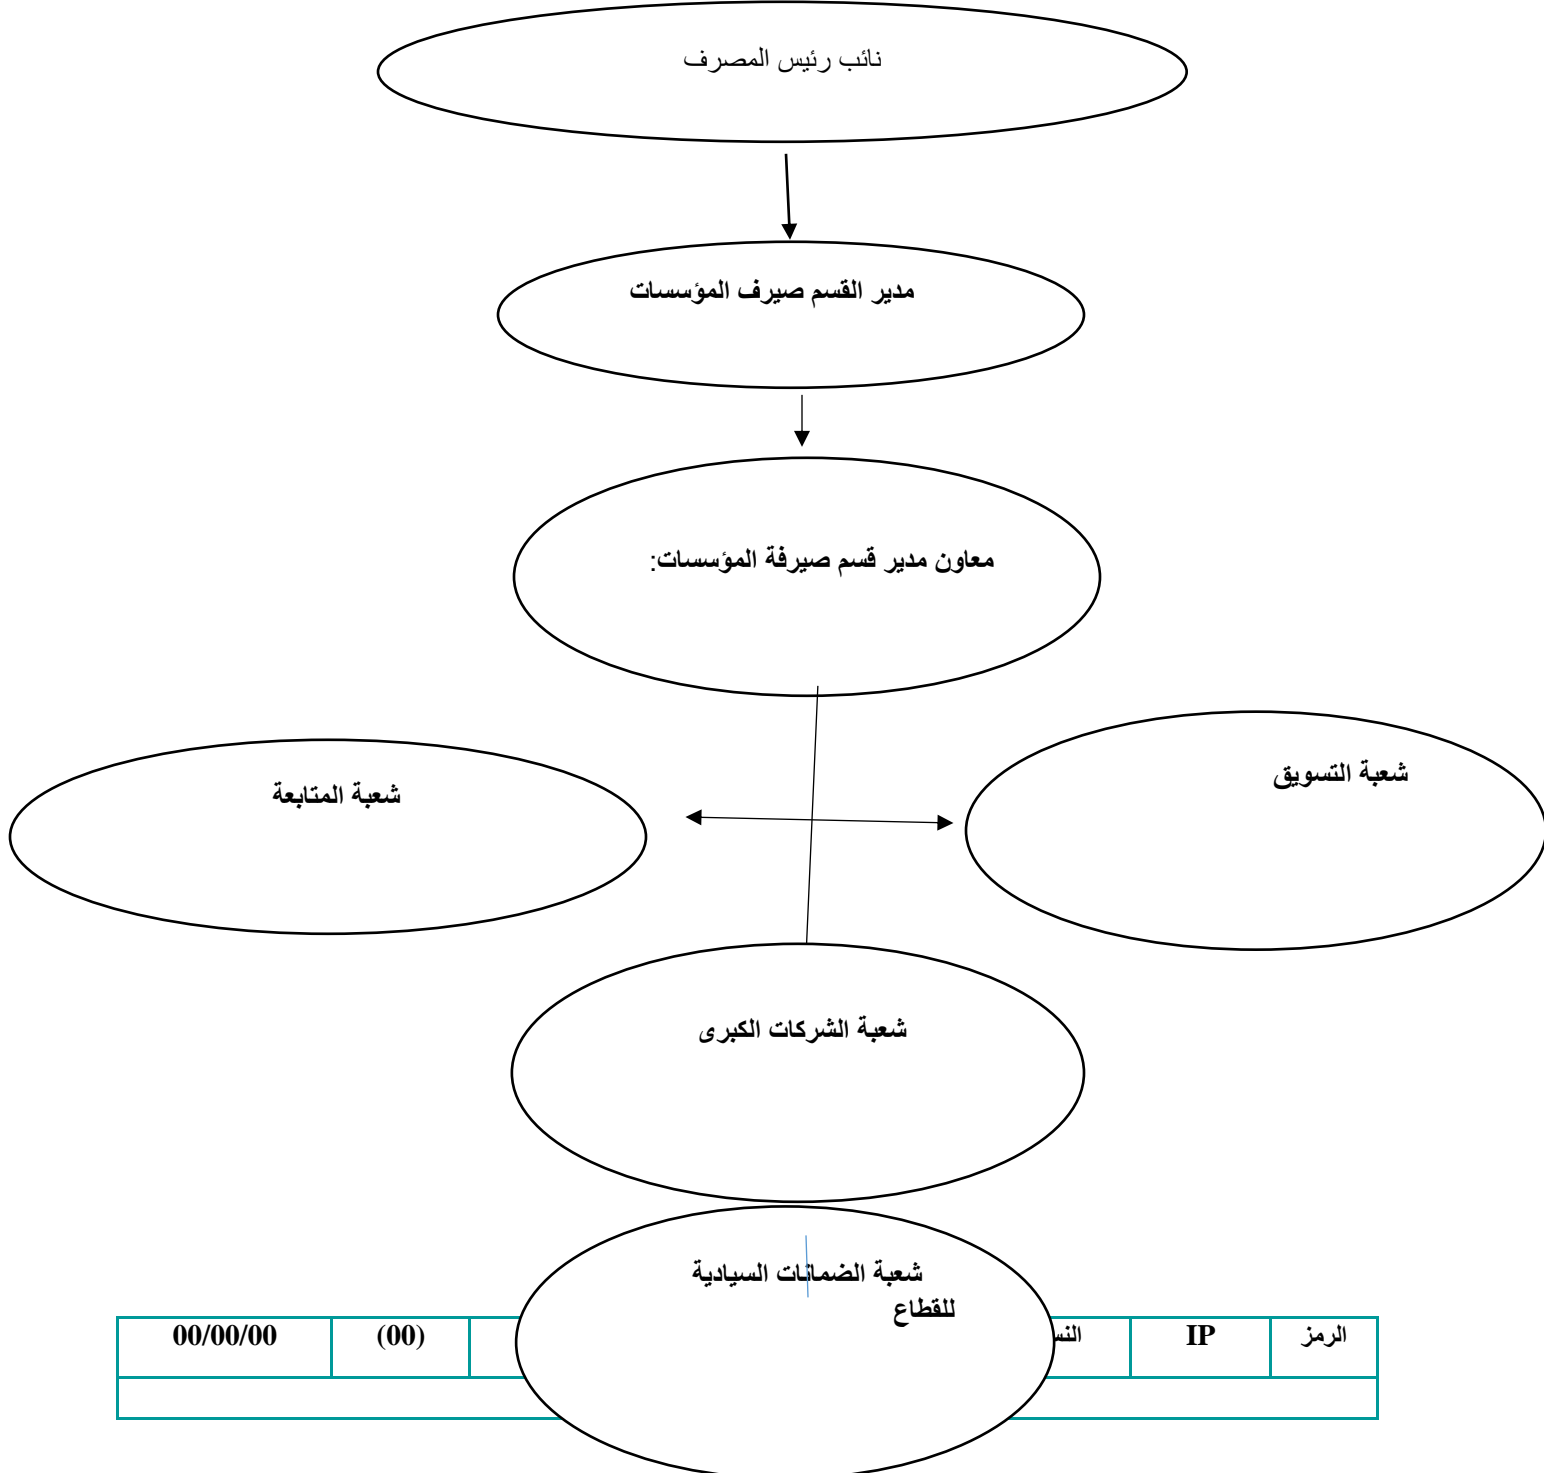 نائب رئيس المصرف
مدير القسم صيرف المؤسسات
معاون مدير قسم صيرفة المؤسسات:
شعبة التسويق
شعبة المتابعة
شعبة الشركات الكبرى
شعبة الضمانات السيادية
للقطاع
الرمز IP (00) 00/00/00